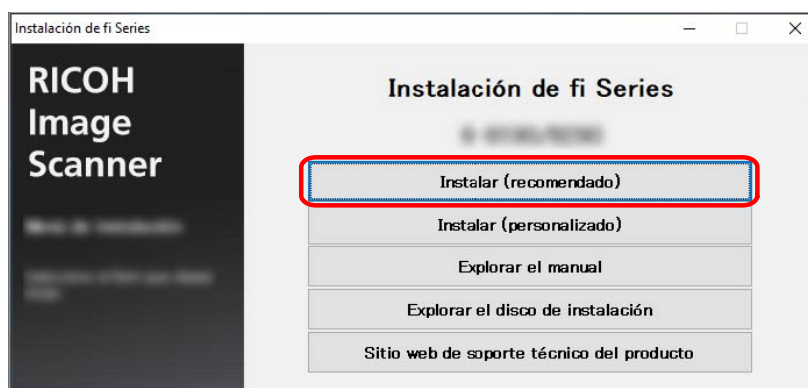 Instalación de fi Series
RICOH
Image
Scanner
Instalación de fi Series
Instalar (recomendado)
Instalar (personalizado)
Explorar el manual
Explorar el disco de instalación
Sitio web de soporte técnico del producto